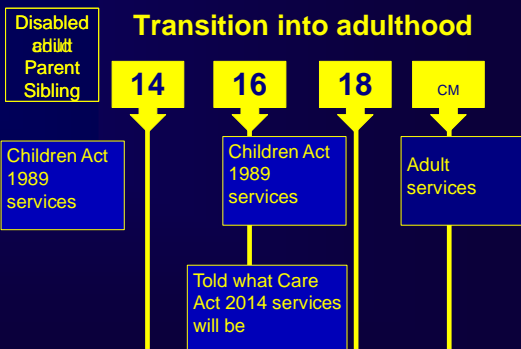 Transition into adulthood
Disabled
Parent
Sibling
14
16
18
CM
Children Act
1989
services
Children Act
1989
services
Adult
services
Told what Care
Act 2014 services
will be